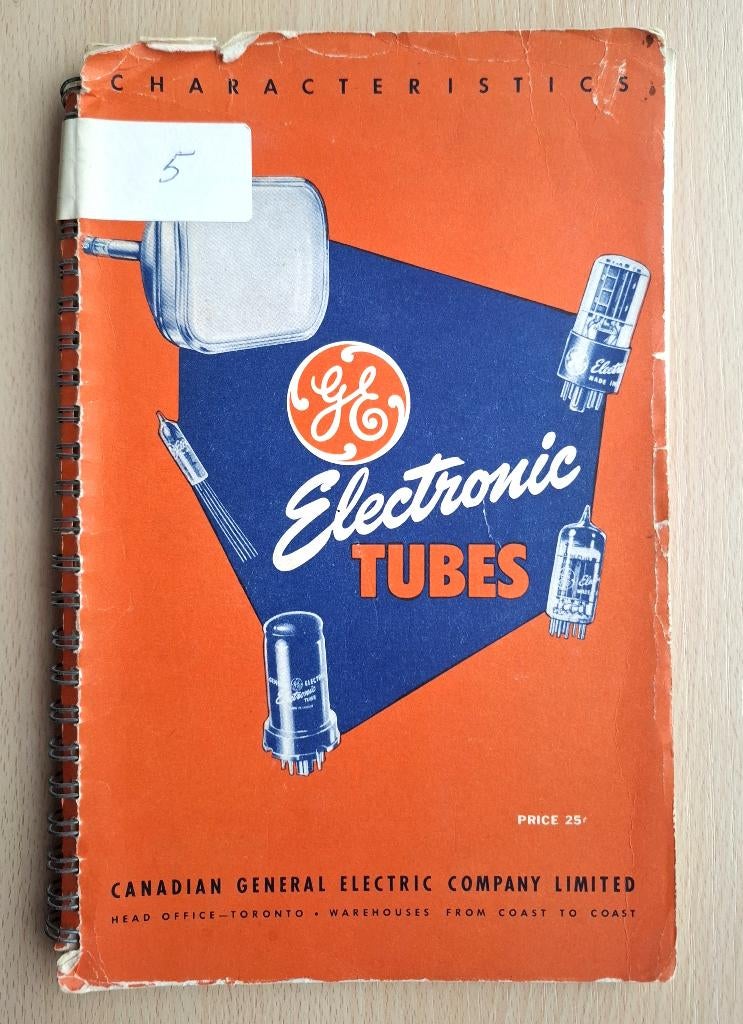 CHARACTERISTICS
5
GE
Electronic
TUBES
PRICE 25¢
CANADIAN GENERAL ELECTRIC COMPANY LIMITED
HEAD OFFICE—TORONTO • WAREHOUSES FROM COAST TO COAST